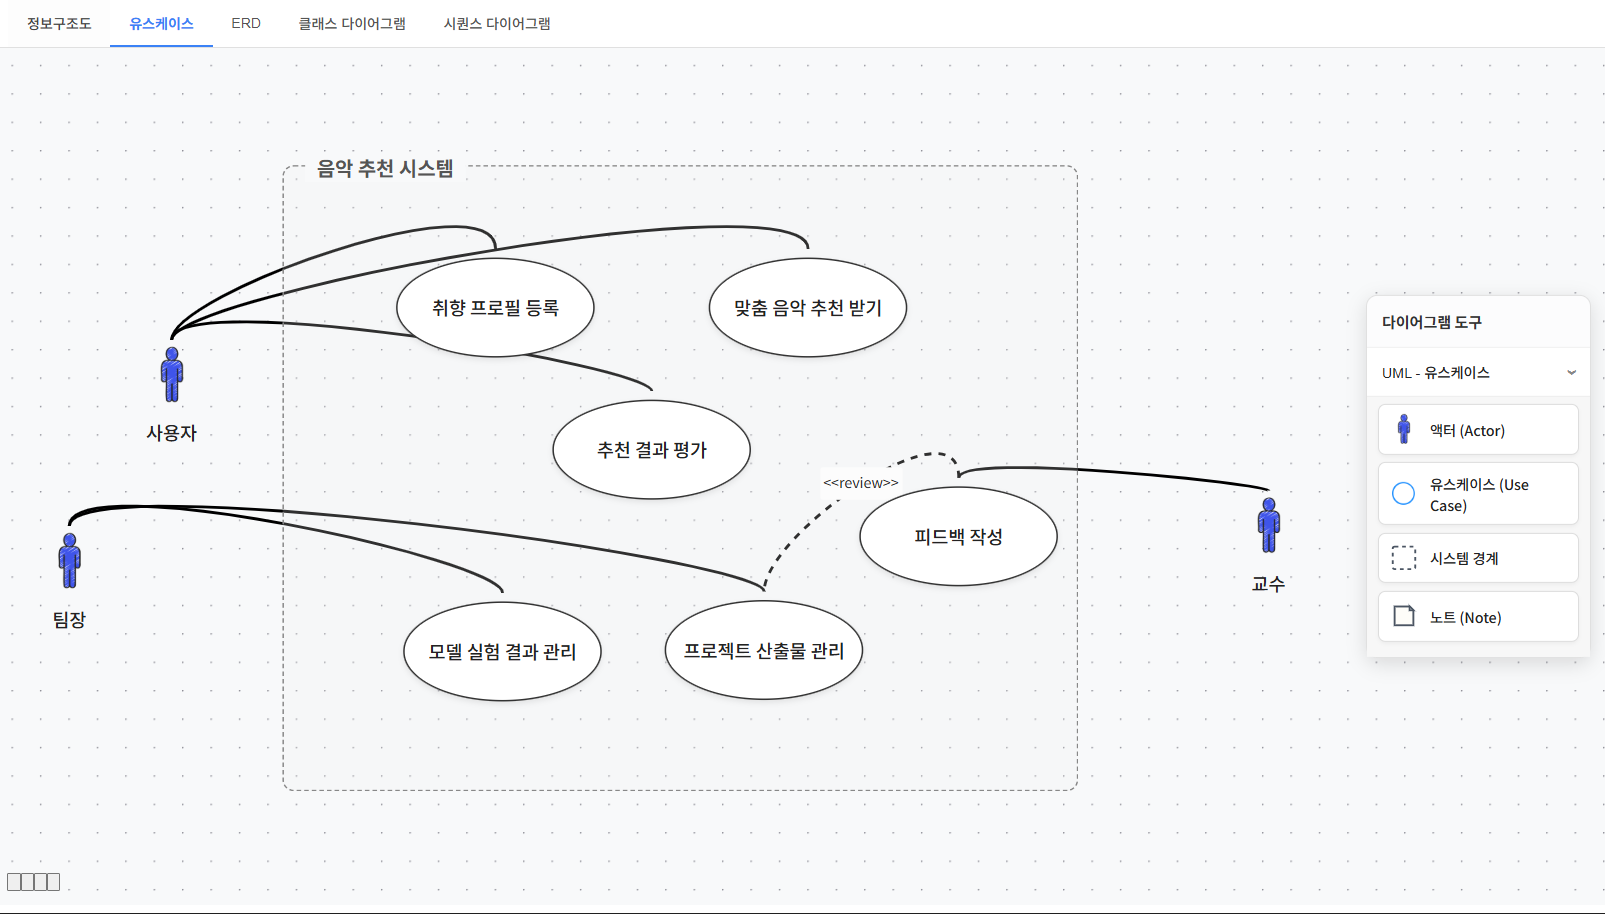 정보구조도
유스케이스
ERD
클래스 다이어그램
시퀀스 다이어그램
음악 추천 시스템
취향 프로필 등록
맞춤 음악 추천 받기
사용자
추천 결과 평가
<<review>>
피드백 작성
팀장
교수
모델 실험 결과 관리
프로젝트 산출물 관리
다이어그램 도구
UML - 유스케이스
액터 (Actor)
유스케이스 (Use
Case)
시스템 경계
노트 (Note)